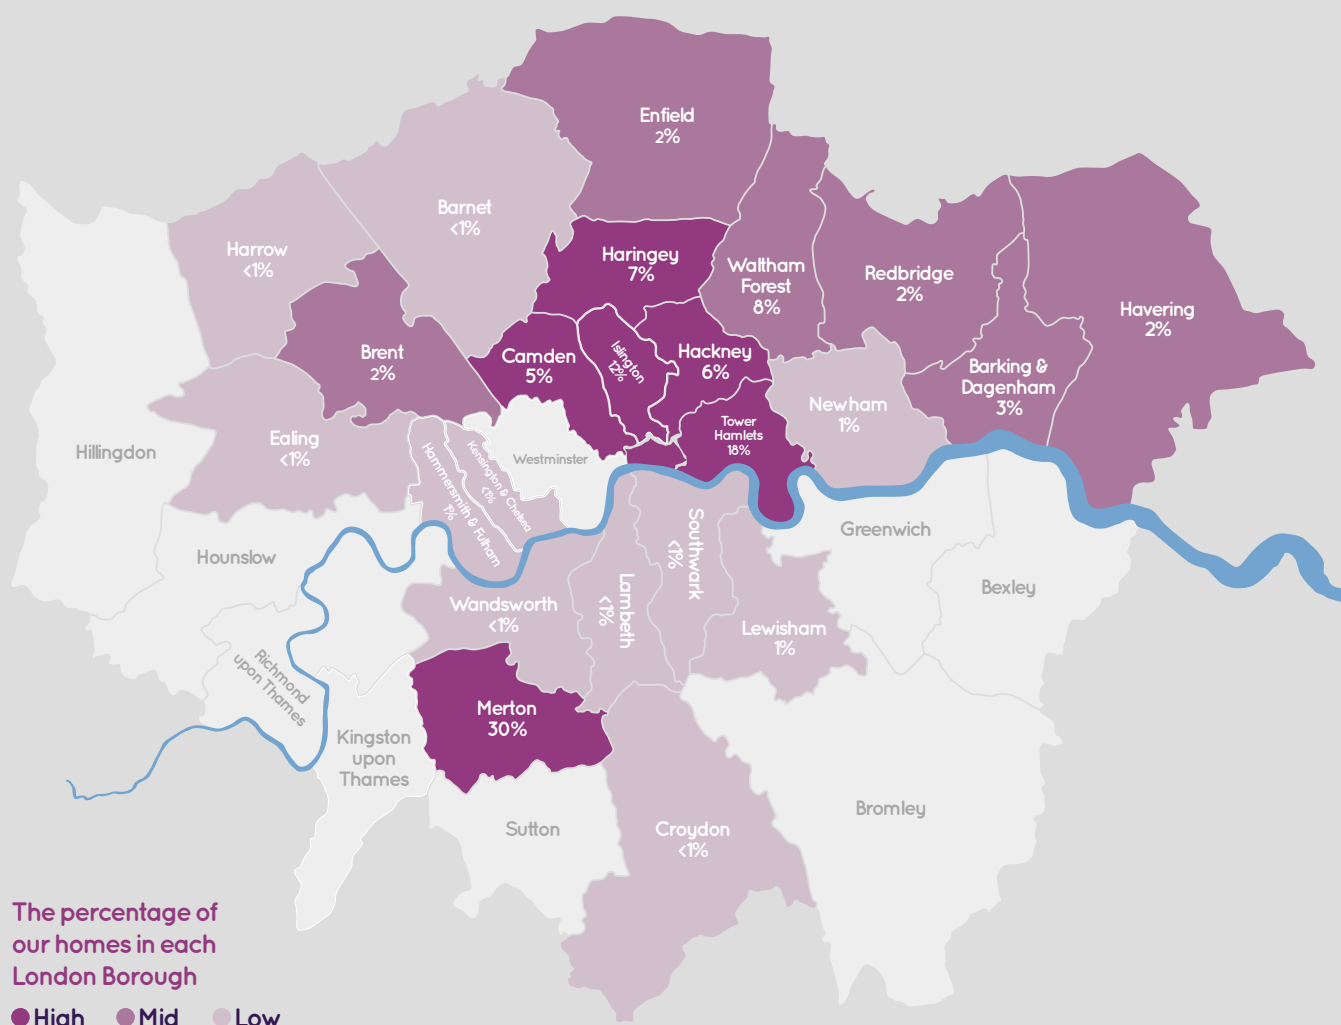 Enfield
2%
Barnet
<1%
Harrow
<1%
Haringey
7%
Waltham
Forest
8%
Redbridge
2%
Havering
2%
Brent
2%
Camden
5%
Islington
12%
Hackney
6%
Barking &
Dagenham
3%
Newham
1%
Tower
Hamlets
18%
Ealing
<1%
Hillingdon
Hammersmith & Fulham
1%
Kensington & Chelsea
<1%
Westminster
Hounslow
Greenwich
Bexley
Southwark
<1%
Lambeth
<1%
Wandsworth
<1%
Lewisham
1%
Richmond
upon Thames
Merton
30%
Kingston
upon
Thames
Sutton
Croydon
<1%
Bromley
The percentage of
our homes in each
London Borough
High Mid Low